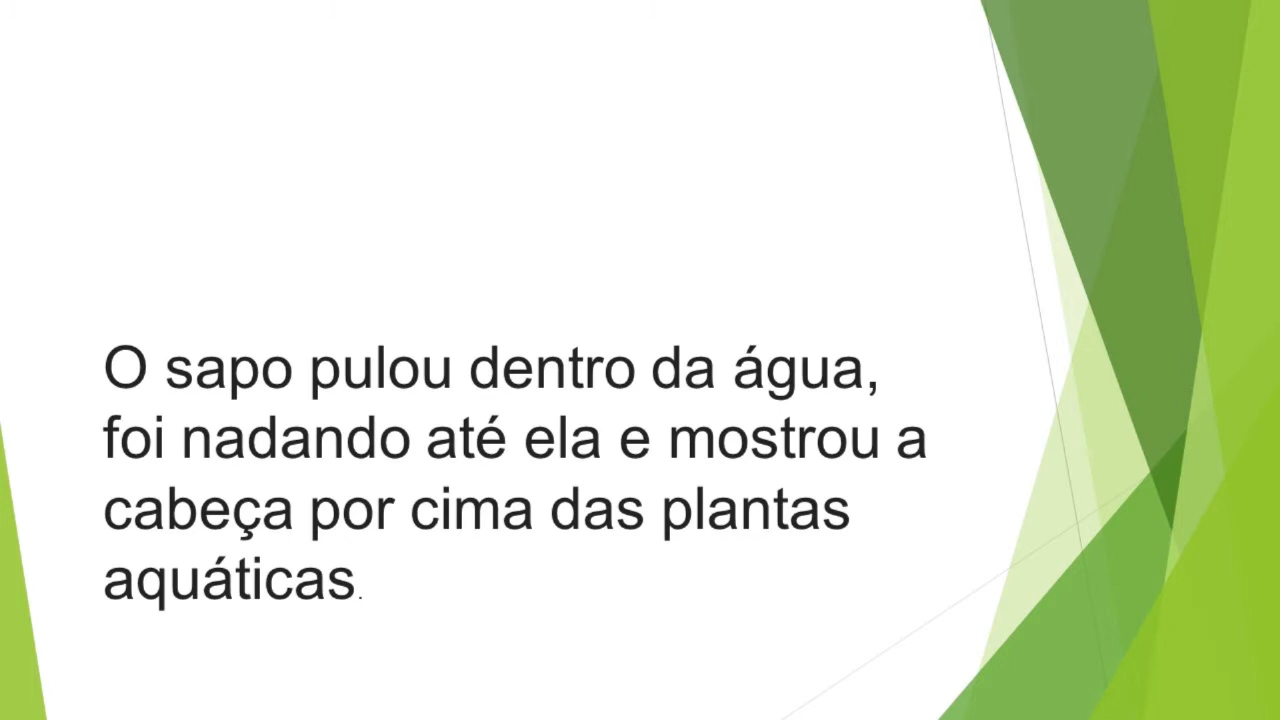 O sapo pulou dentro da água,
foi nadando até ela e mostrou a
cabeça por cima das plantas
aquáticas.